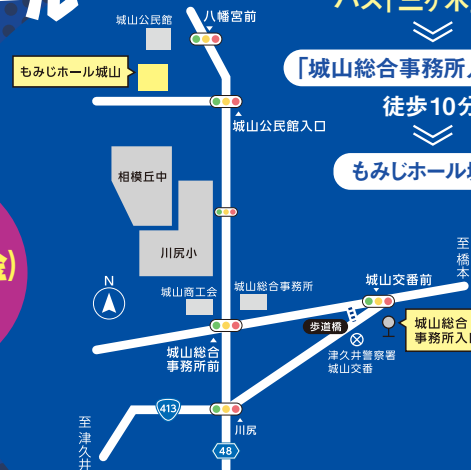 城山公民館
八幡宮前
もみじホール城山
城山公民館入口
「城山総合事務所
徒歩10分
もみじホール城
相模丘中
川尻小
至橋本
N
城山商工会
城山総合事務所
城山交番前
歩道橋
城山総合
事務所入口
城山総合
事務所前
津久井警察署
城山交番
413
川尻
至津久井
48